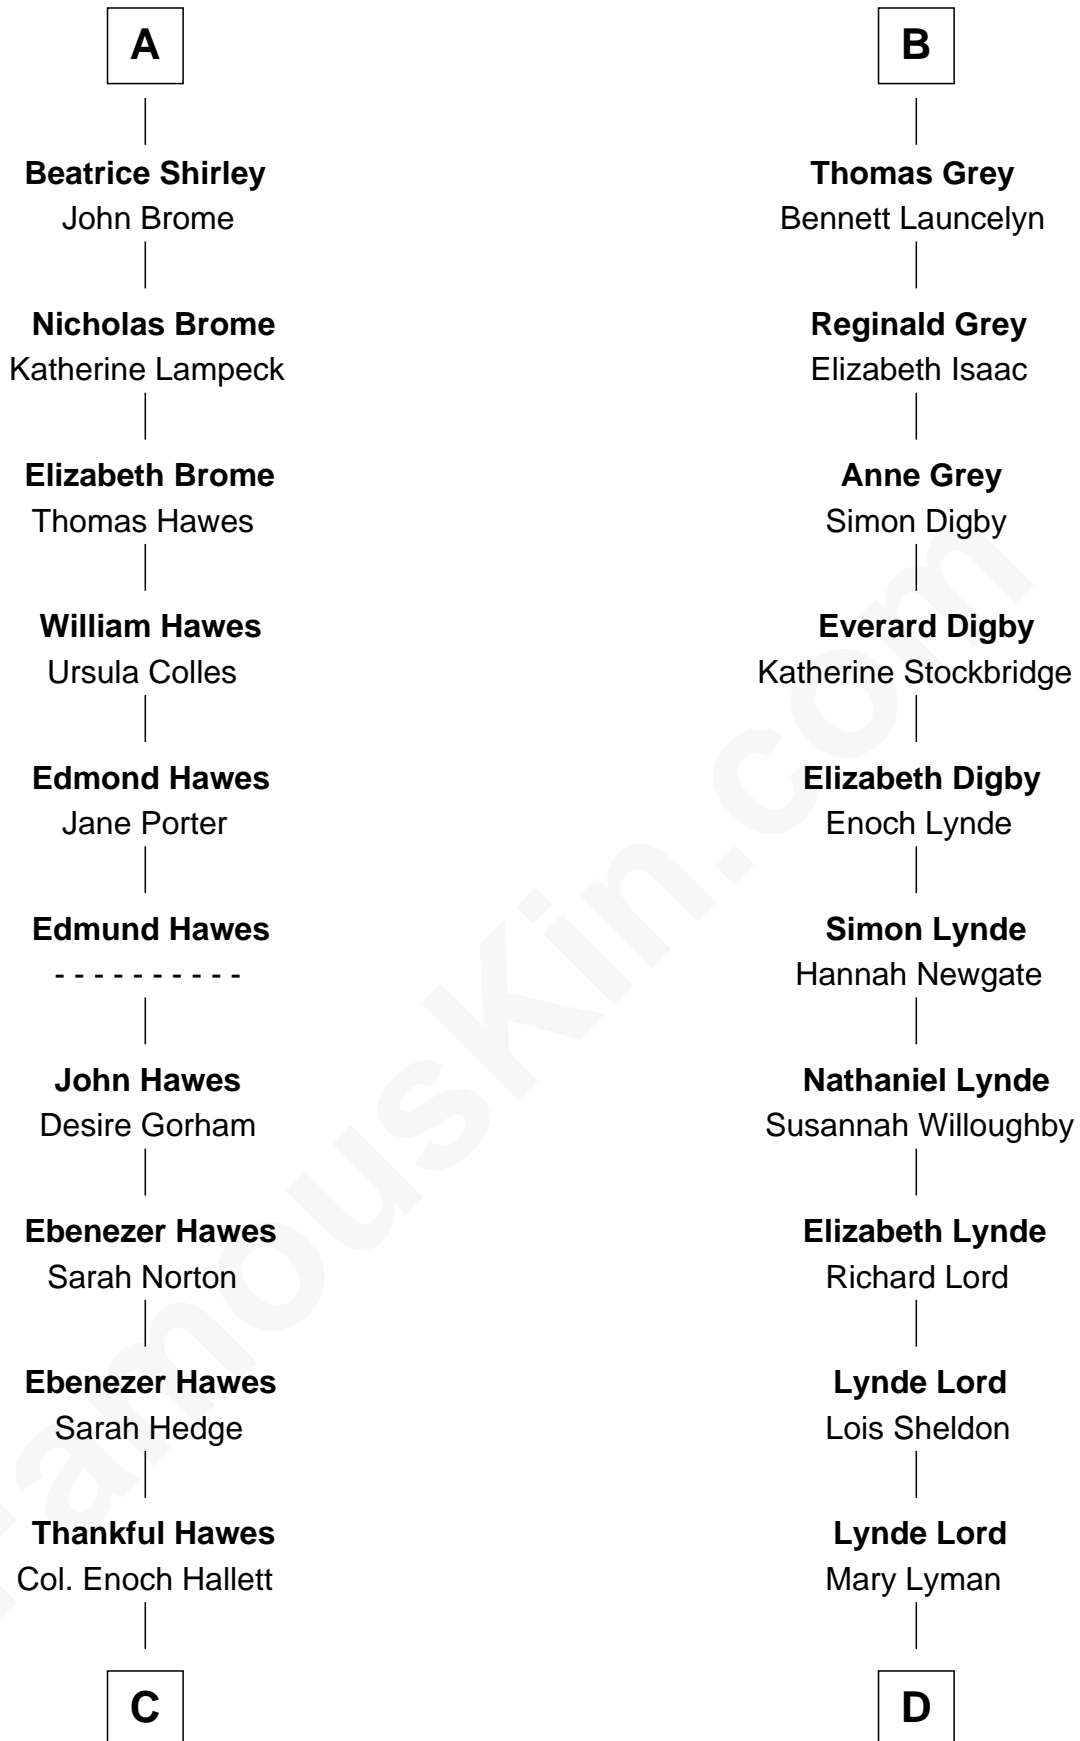 A
Beatrice Shirley
John Brome
Nicholas Brome
Katherine Lampeck
Elizabeth Brome
Thomas Hawes
William Hawes
Ursula Colles
Edmond Hawes
Jane Porter
Edmund Hawes
- - - - - - - - - -
John Hawes
Desire Gorham
Ebenezer Hawes
Sarah Norton
Ebenezer Hawes
Sarah Hedge
Thankful Hawes
Col. Enoch Hallett
C
B
Thomas Grey
Bennett Launcelyn
Reginald Grey
Elizabeth Isaac
Anne Grey
Simon Digby
Everard Digby
Katherine Stockbridge
Elizabeth Digby
Enoch Lynde
Simon Lynde
Hannah Newgate
Nathaniel Lynde
Susannah Willoughby
Elizabeth Lynde
Richard Lord
Lynde Lord
Lois Sheldon
Lynde Lord
Mary Lyman
D
FamousKin.com